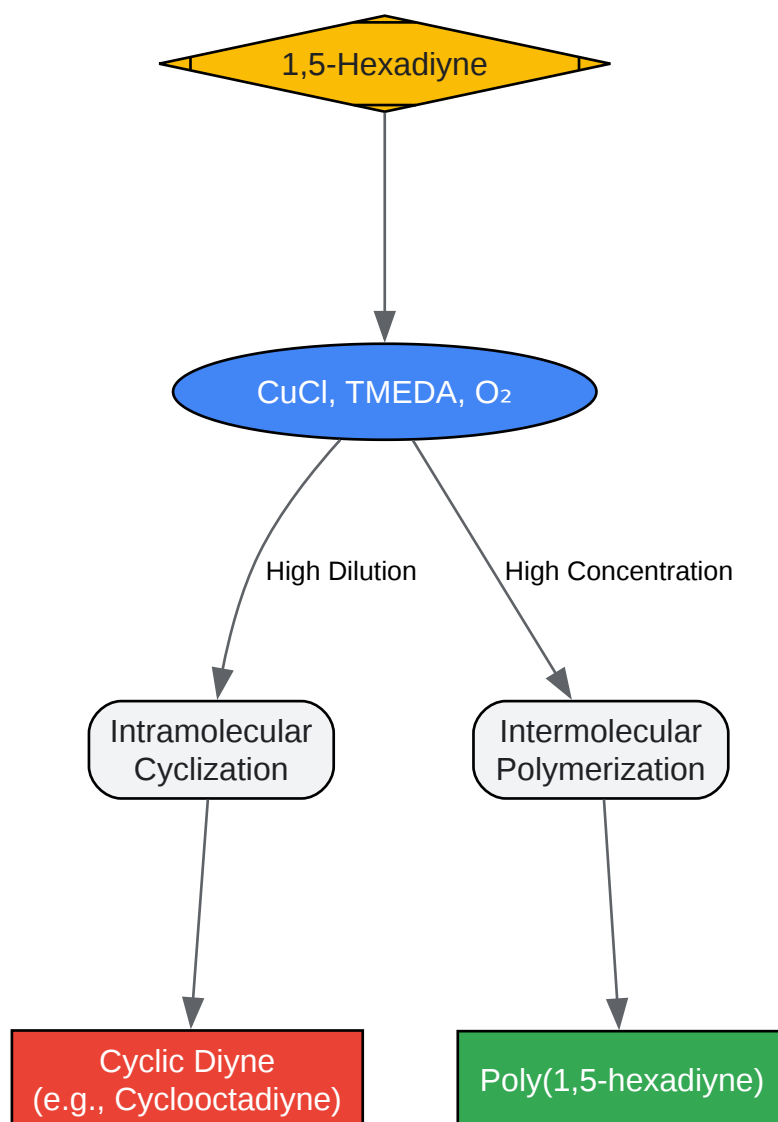 1,5-Hexadiyne
CuCl, TMEDA, O₂
High Dilution
High Concentration
Intramolecular
Cyclization
Intermolecular
Polymerization
Cyclic Diyne
(e.g., Cyclooctadiyne)
Poly(1,5-hexadiyne)